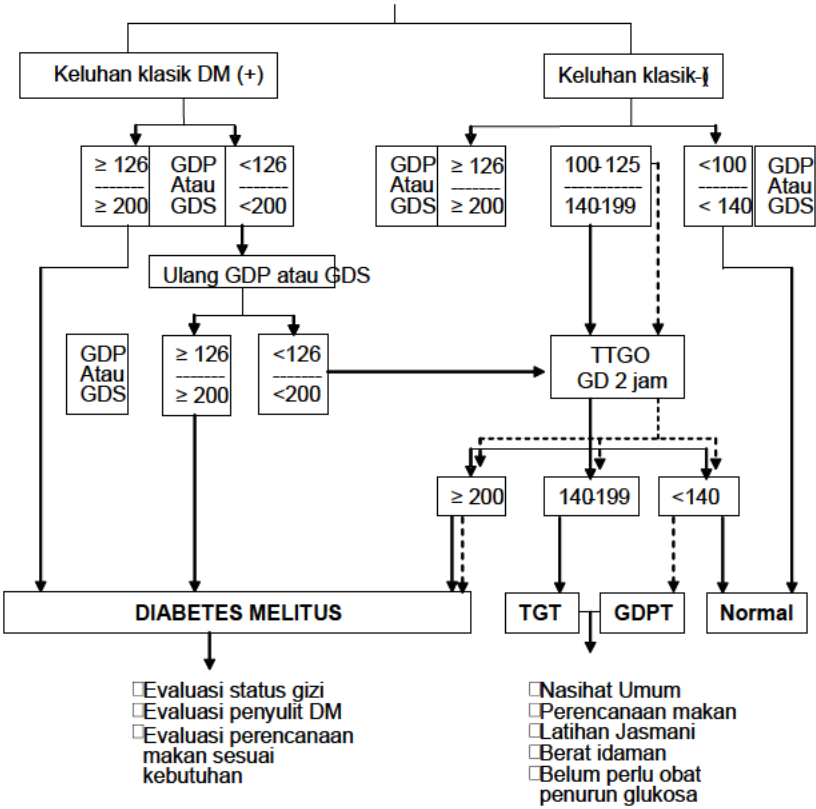 Keluhan klasik DM (+)
Keluhan klasik (-)
≥ 126
-------
≥ 200
GDP
Atau
GDS
<126
-------
<200
GDP
Atau
GDS
≥ 126
-------
≥ 200
100-125
-----------
140-199
<100
-------
< 140
GDP
Atau
GDS
Ulang GDP atau GDS
GDP
Atau
GDS
≥ 126
-------
≥ 200
<126
-------
<200
TTGO
GD 2 jam
≥ 200
140-199
<140
DIABETES MELITUS
TGT
GDPT
Normal
Evaluasi status gizi
Evaluasi penyulit DM
Evaluasi perencanaan
makan sesuai
kebutuhan
Nasihat Umum
Perencanaan makan
Latihan Jasmani
Berat idaman
Belum perlu obat
penurun glukosa